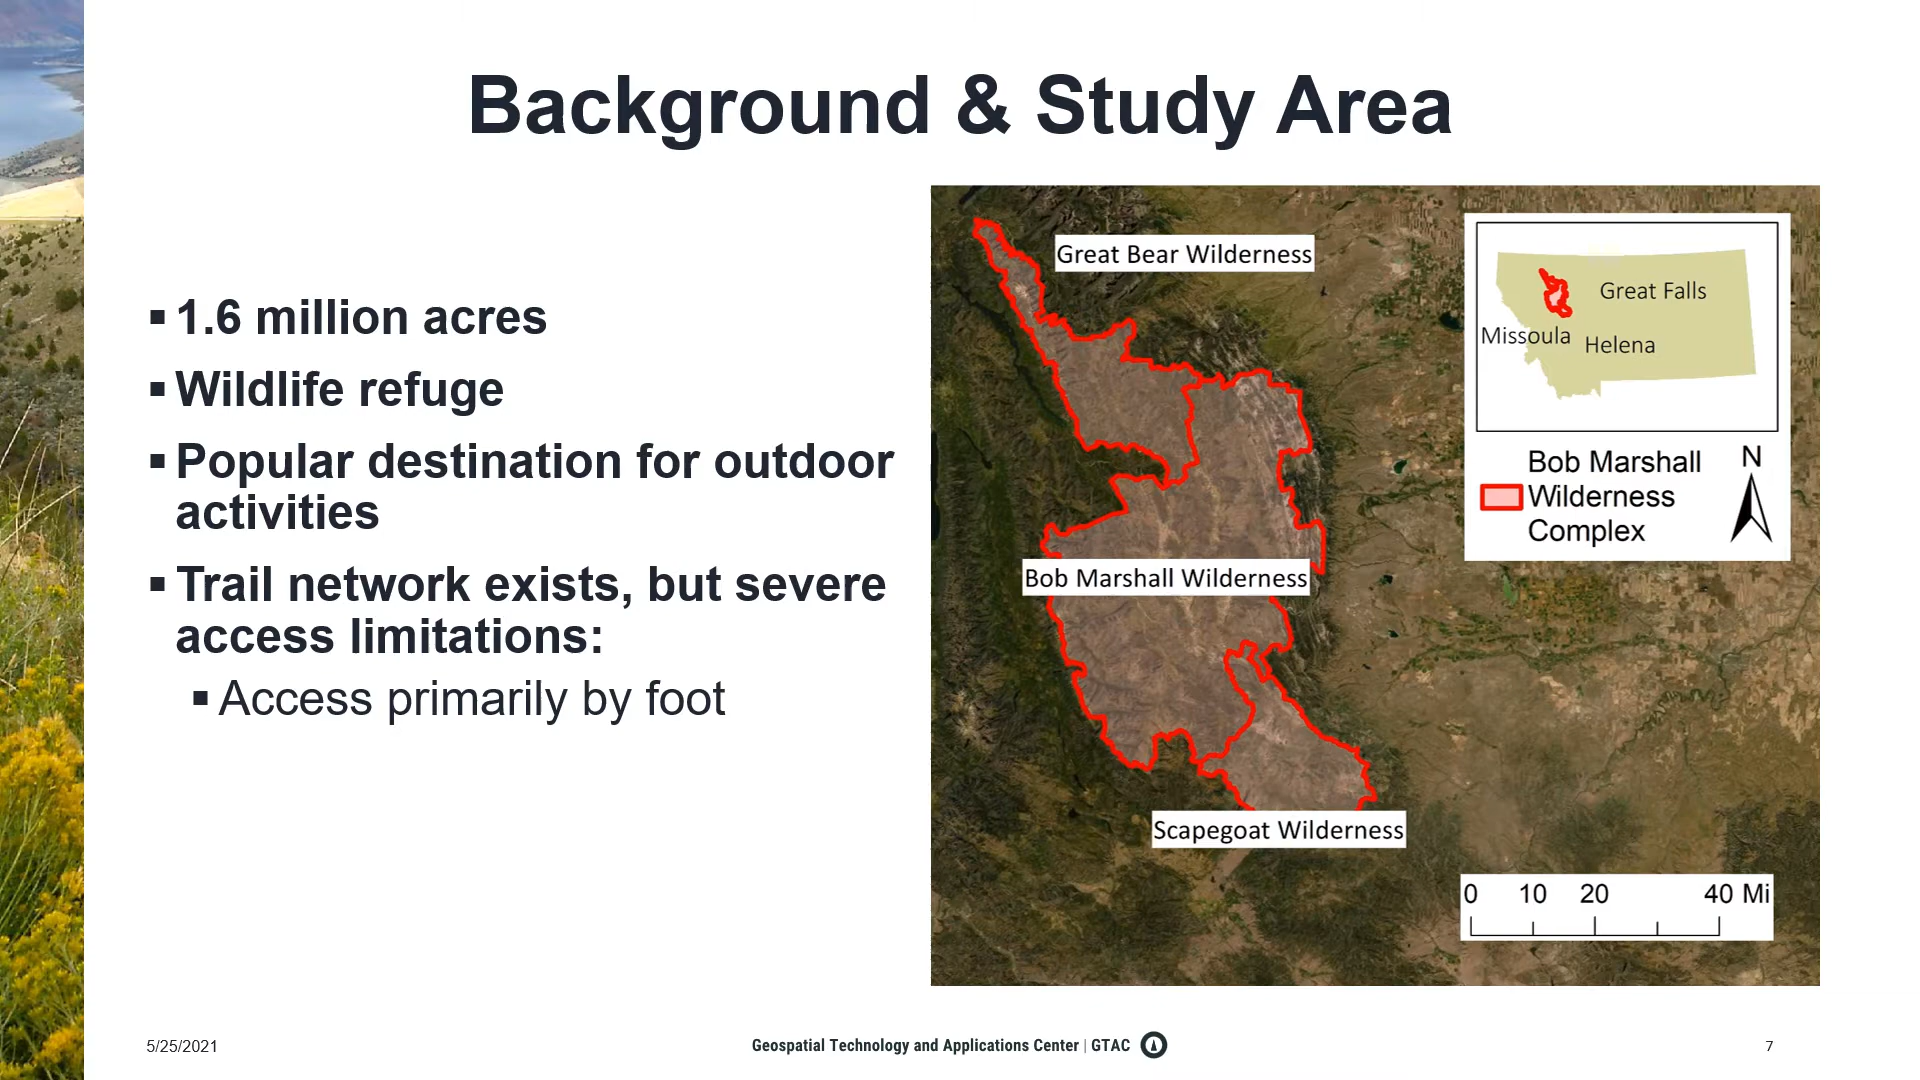 Background & Study Area
▪ 1.6 million acres
▪ Wildlife refuge
▪ Popular destination for outdoor
activities
▪ Trail network exists, but severe
access limitations:
▪ Access primarily by foot
Great Bear Wilderness
Bob Marshall Wilderness
Scapegoat Wilderness
Great Falls
Missoula
Helena
Bob Marshall
Wilderness
Complex
N
0 10 20 40 Mi
5/25/2021
Geospatial Technology and Applications Center | GTAC
7